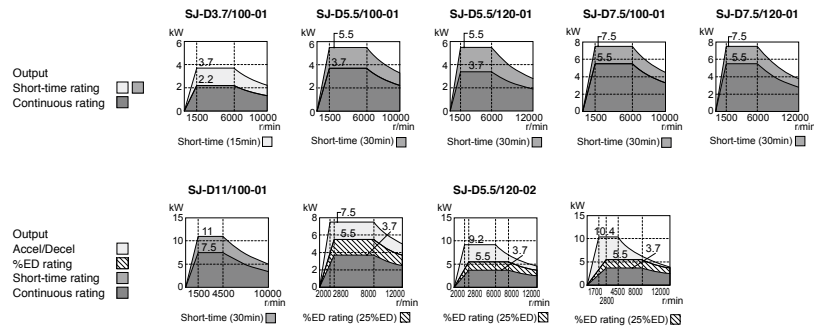 SJ-D3.7/100-01
SJ-D5.5/100-01
SJ-D5.5/120-01
SJ-D7.5/100-01
SJ-D7.5/120-01
Output
Short-time rating
Continuous rating
kW
6
4
2
0
3.7
2.2
1500 6000 10000
r/min
Short-time (15min)
kW
6
4
2
0
5.5
3.7
1500 6000 10000
r/min
Short-time (30min)
kW
6
4
2
0
5.5
3.7
1500 6000 12000
r/min
Short-time (30min)
kW
8
6
4
2
0
7.5
5.5
1500 6000 10000
r/min
Short-time (30min)
kW
8
6
4
2
0
7.5
5.5
1500 6000 12000
r/min
Short-time (30min)
SJ-D11/100-01
SJ-D5.5/120-02
Output
Accel/Decel
%ED rating
Short-time rating
Continuous rating
kW
15
10
5
0
11
7.5
1500 4500 10000
r/min
Short-time (30min)
kW
8
6
4
2
0
7.5
5.5
3.7
2000 2800 8000 12000
r/min
%ED rating (25%ED)
kW
15
10
5
0
9.2
5.5
3.7
2000 2800 6000 8000 12000
r/min
%ED rating (25%ED)
kW
15
10
5
0
10.4
5.5
3.7
1700 4500 8000 12000
2800
r/min
%ED rating (25%ED)